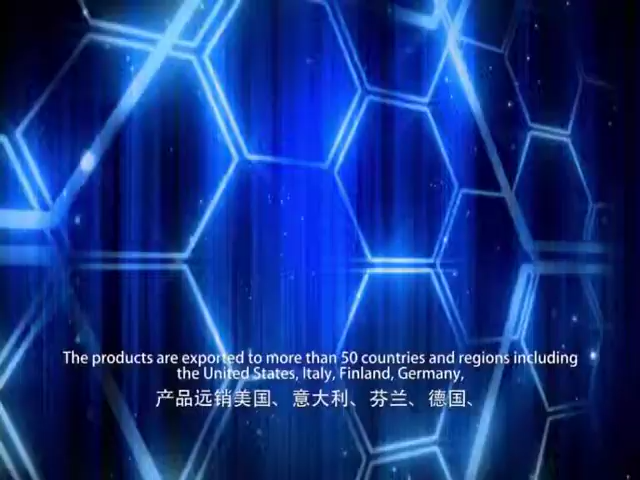 The products are exported to more than 50 countries and regions including
the United States, Italy, Finland, Germany,
产品远销美国、意大利、芬兰、德国、